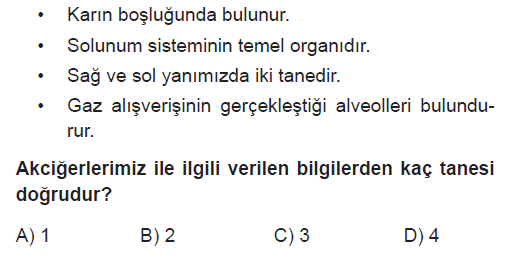 • Karın boşluğunda bulunur.
• Solunum sisteminin temel organıdır.
• Sağ ve sol yanımızda iki tanedir.
• Gaz alışverişinin gerçekleştiği alveolleri bulundu-
rur.
Akciğerlerimiz ile ilgili verilen bilgilerden kaç tanesi
doğrudur?
A) 1 B) 2 C) 3 D) 4